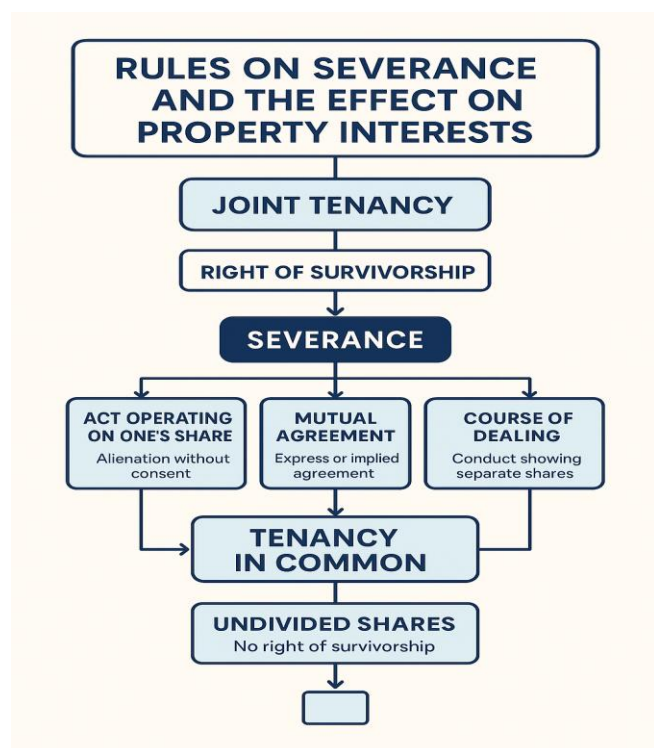 RULES ON SEVERANCE
AND THE EFFECT ON
PROPERTY INTERESTS
JOINT TENANCY
RIGHT OF SURVIVORSHIP
SEVERANCE
ACT OPERATING
ON ONE'S SHARE
Alienation without
consent
MUTUAL
AGREEMENT
Express or implied
agreement
COURSE OF
DEALING
Conduct showing
separate shares
TENANCY
IN COMMON
UNDIVIDED SHARES
No right of survivorship